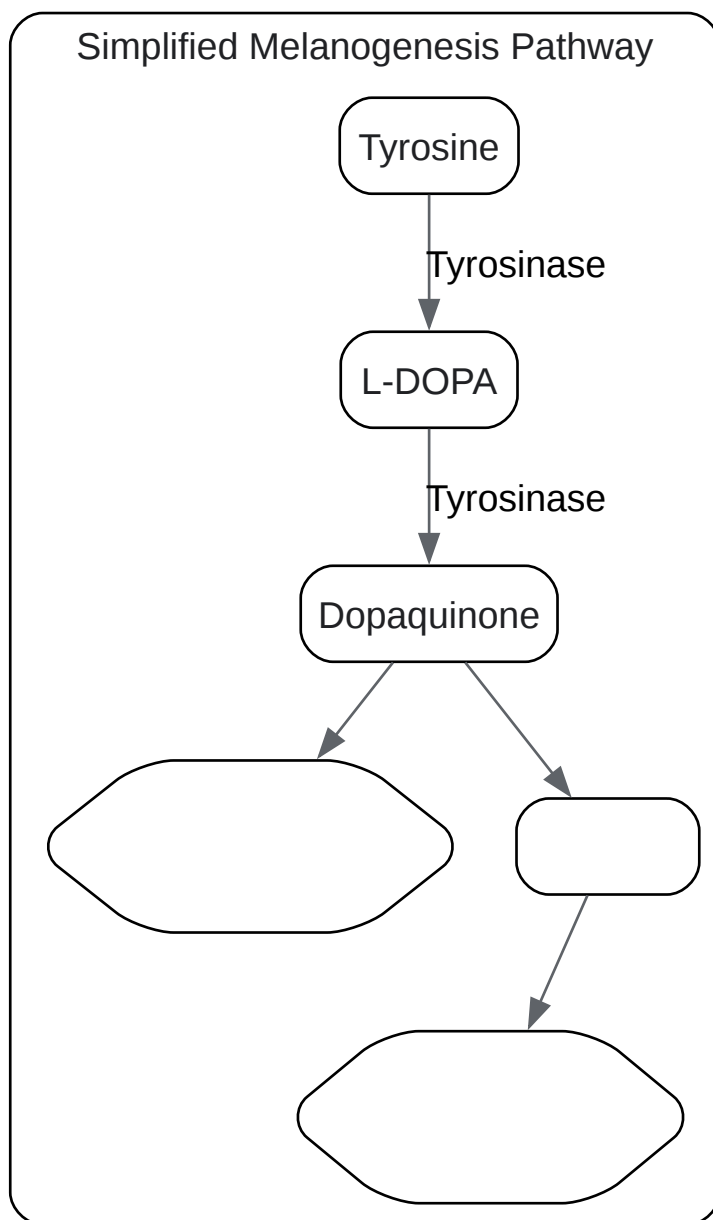 Simplified Melanogenesis Pathway
Tyrosine
Tyrosinase
L-DOPA
Tyrosinase
Dopaquinone